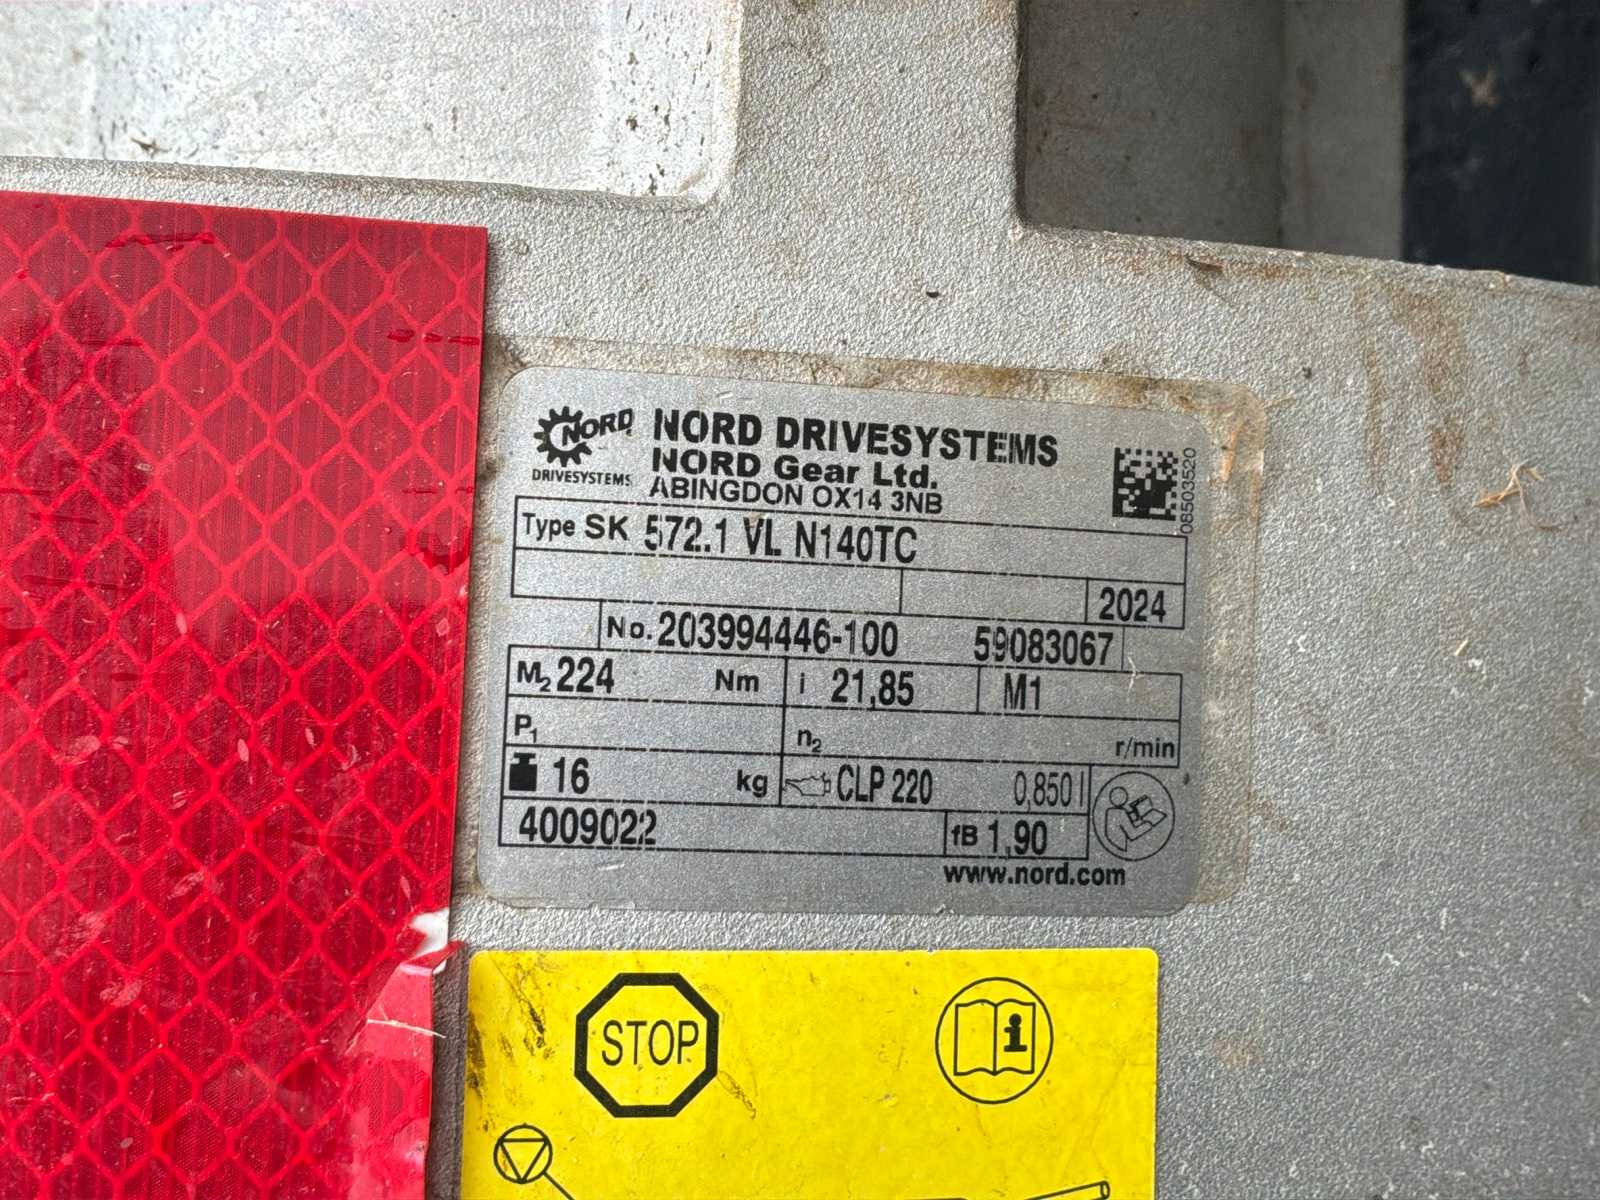 NORD
DRIVESYSTEMS
NORD DRIVESYSTEMS
NORD Gear Ltd.
ABINGDON OX14 3NB
08503520
Type SK 572.1 VL N140TC
2024
No. 203994446-100 59083067
M2 224 Nm i 21,85 M1
P1 n2 r/min
16 kg CLP 220 0,850 l
4009022 fB 1,90
www.nord.com
STOP
i